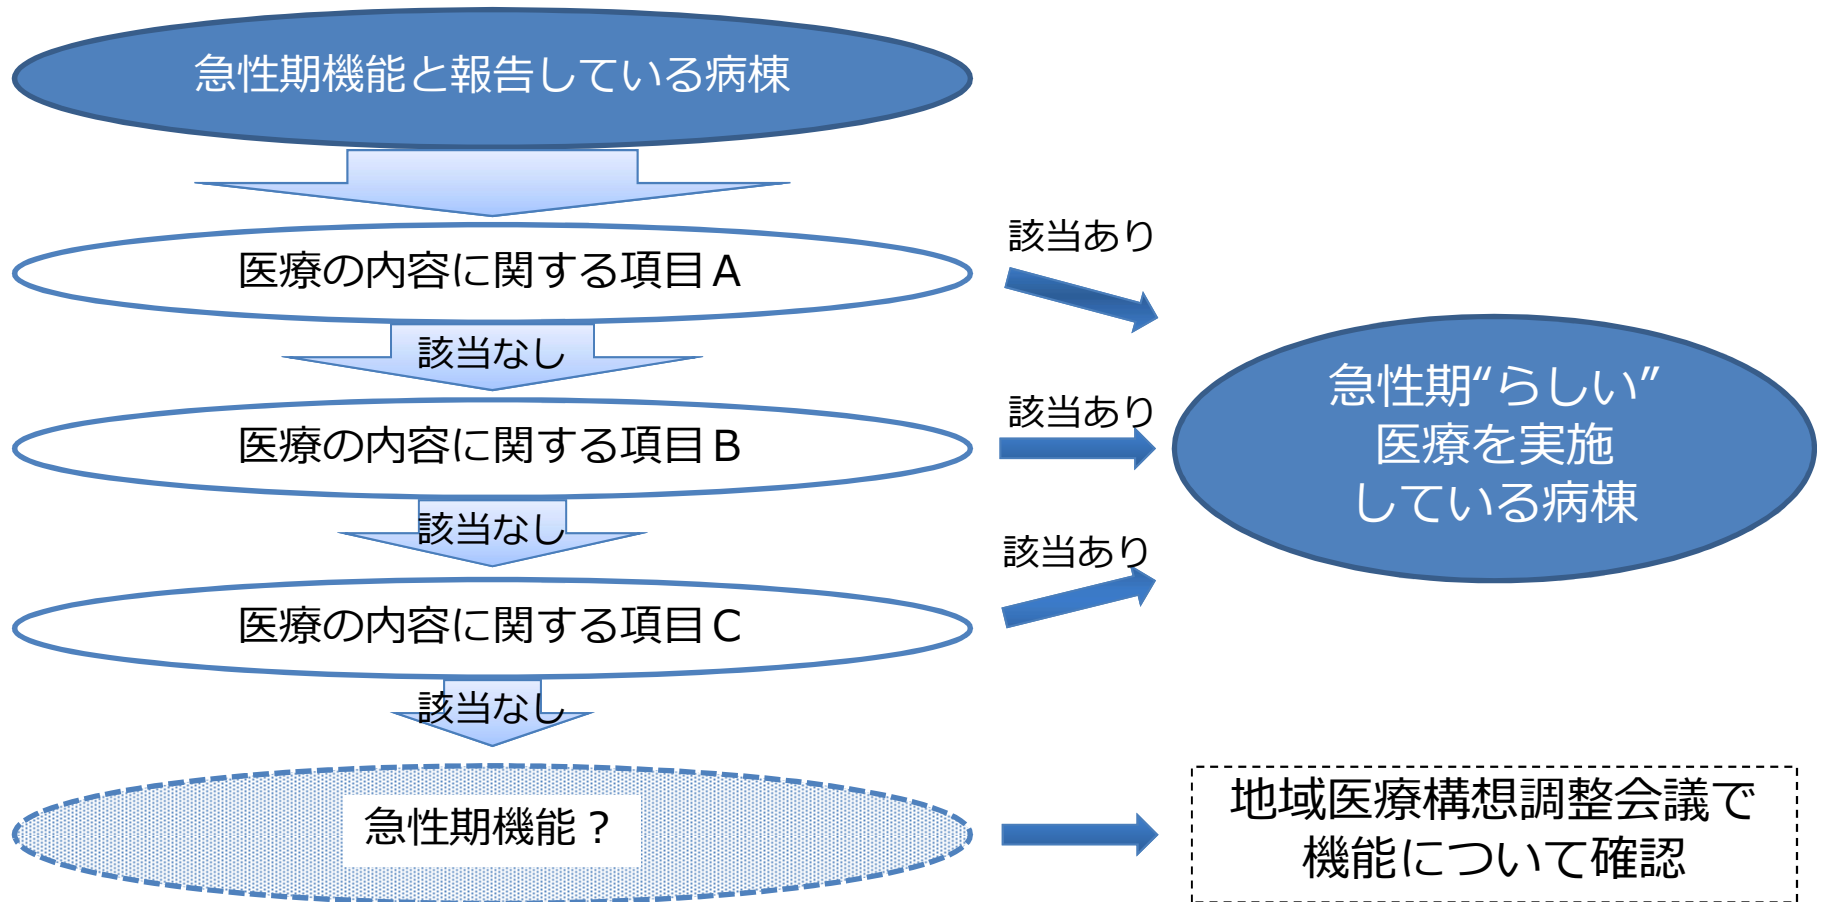 急性期機能と報告している病棟
医療の内容に関する項目A
該当あり
該当なし
医療の内容に関する項目B
該当あり
該当なし
医療の内容に関する項目C
該当あり
該当なし
急性期“らしい”
医療を実施
している病棟
急性期機能？
地域医療構想調整会議で
機能について確認